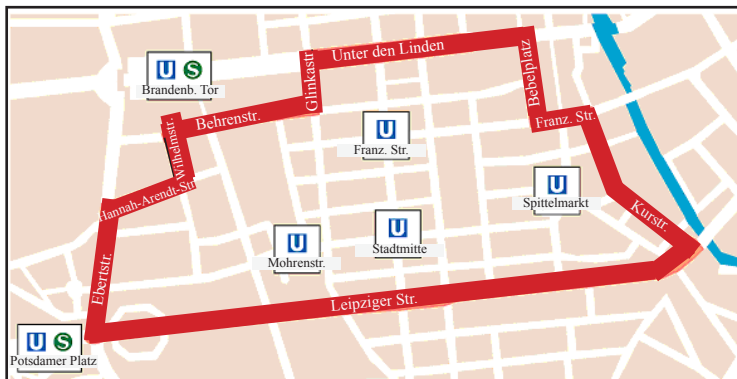 Unter den Linden
U S
Brandenb. Tor
Glinkastr.
Bebelplatz
Behrenstr.
Wilhelmstr.
Franz. Str.
U
Franz. Str.
Hannah-Arendt-Str.
U
Spittelmarkt
Kurstr.
U
Mohrenstr.
U
Stadtmitte
Ebertstr.
Leipziger Str.
U S
Potsdamer Platz